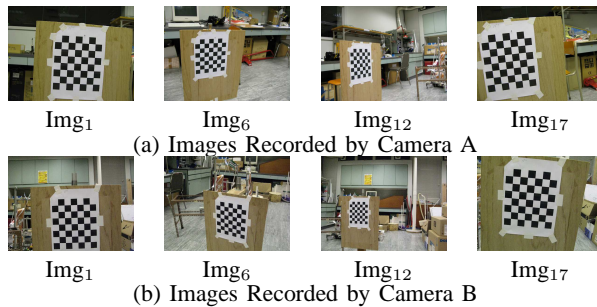 Img₁ Img₆ Img₁₂ Img₁₇
(a) Images Recorded by Camera A
Img₁ Img₆ Img₁₂ Img₁₇
(b) Images Recorded by Camera B